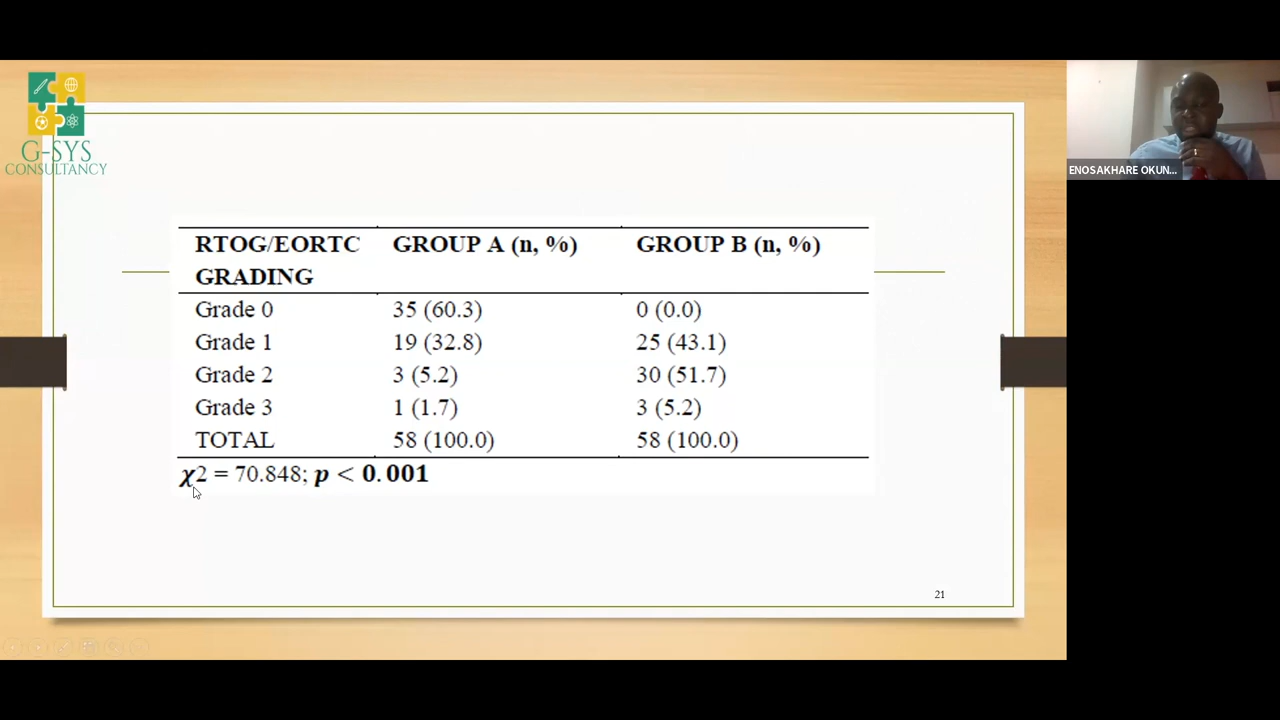 G-SYS
CONSULTANCY
ENOSAKHARE OKUN...
RTOG/EORTC GRADING GROUP A (n, %) GROUP B (n, %)
Grade 0 35 (60.3) 0 (0.0)
Grade 1 19 (32.8) 25 (43.1)
Grade 2 3 (5.2) 30 (51.7)
Grade 3 1 (1.7) 3 (5.2)
TOTAL 58 (100.0) 58 (100.0)
χ2 = 70.848; p < 0.001
21